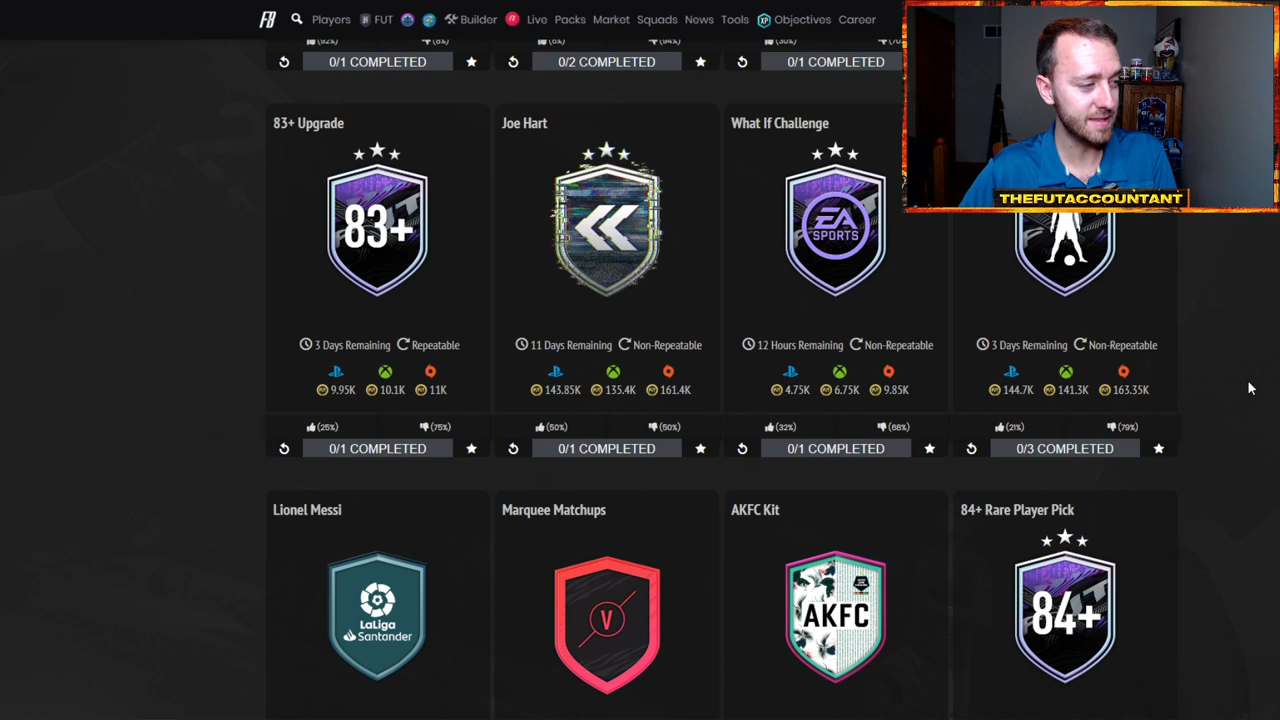 Players FUT Builder Live Packs Market Squads News Tools XP Objectives Career
0/1 COMPLETED 0/2 COMPLETED 0/1 COMPLETED
THEFUTACCOUNTANT
83+ Upgrade Joe Hart What If Challenge
83+ EA SPORTS
3 Days Remaining Repeatable 11 Days Remaining Non-Repeatable 12 Hours Remaining Non-Repeatable 3 Days Remaining Non-Repeatable
9.95K 10.1K 11K 143.85K 135.4K 161.4K 4.75K 6.75K 9.85K 144.7K 141.3K 163.35K
(25%) (75%) (50%) (50%) (32%) (68%) (21%) (79%)
0/1 COMPLETED 0/1 COMPLETED 0/1 COMPLETED 0/3 COMPLETED
Lionel Messi Marquee Matchups AKFC Kit 84+ Rare Player Pick
LaLiga
Santander
V
AKFC
84+